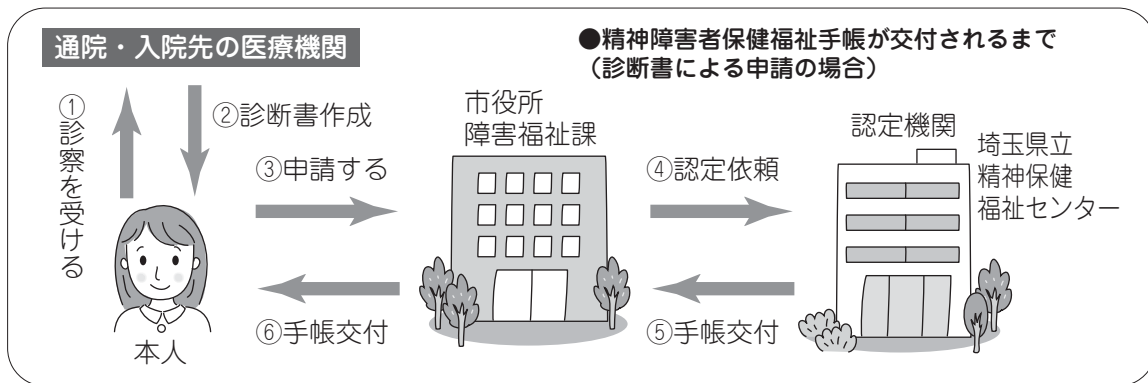 通院・入院先の医療機関
●精神障害者保健福祉手帳が交付されるまで
（診断書による申請の場合）
①診察を受ける
②診断書作成
③申請する
市役所
障害福祉課
④認定依頼
認定機関
埼玉県立
精神保健
福祉センター
⑤手帳交付
⑥手帳交付
本人